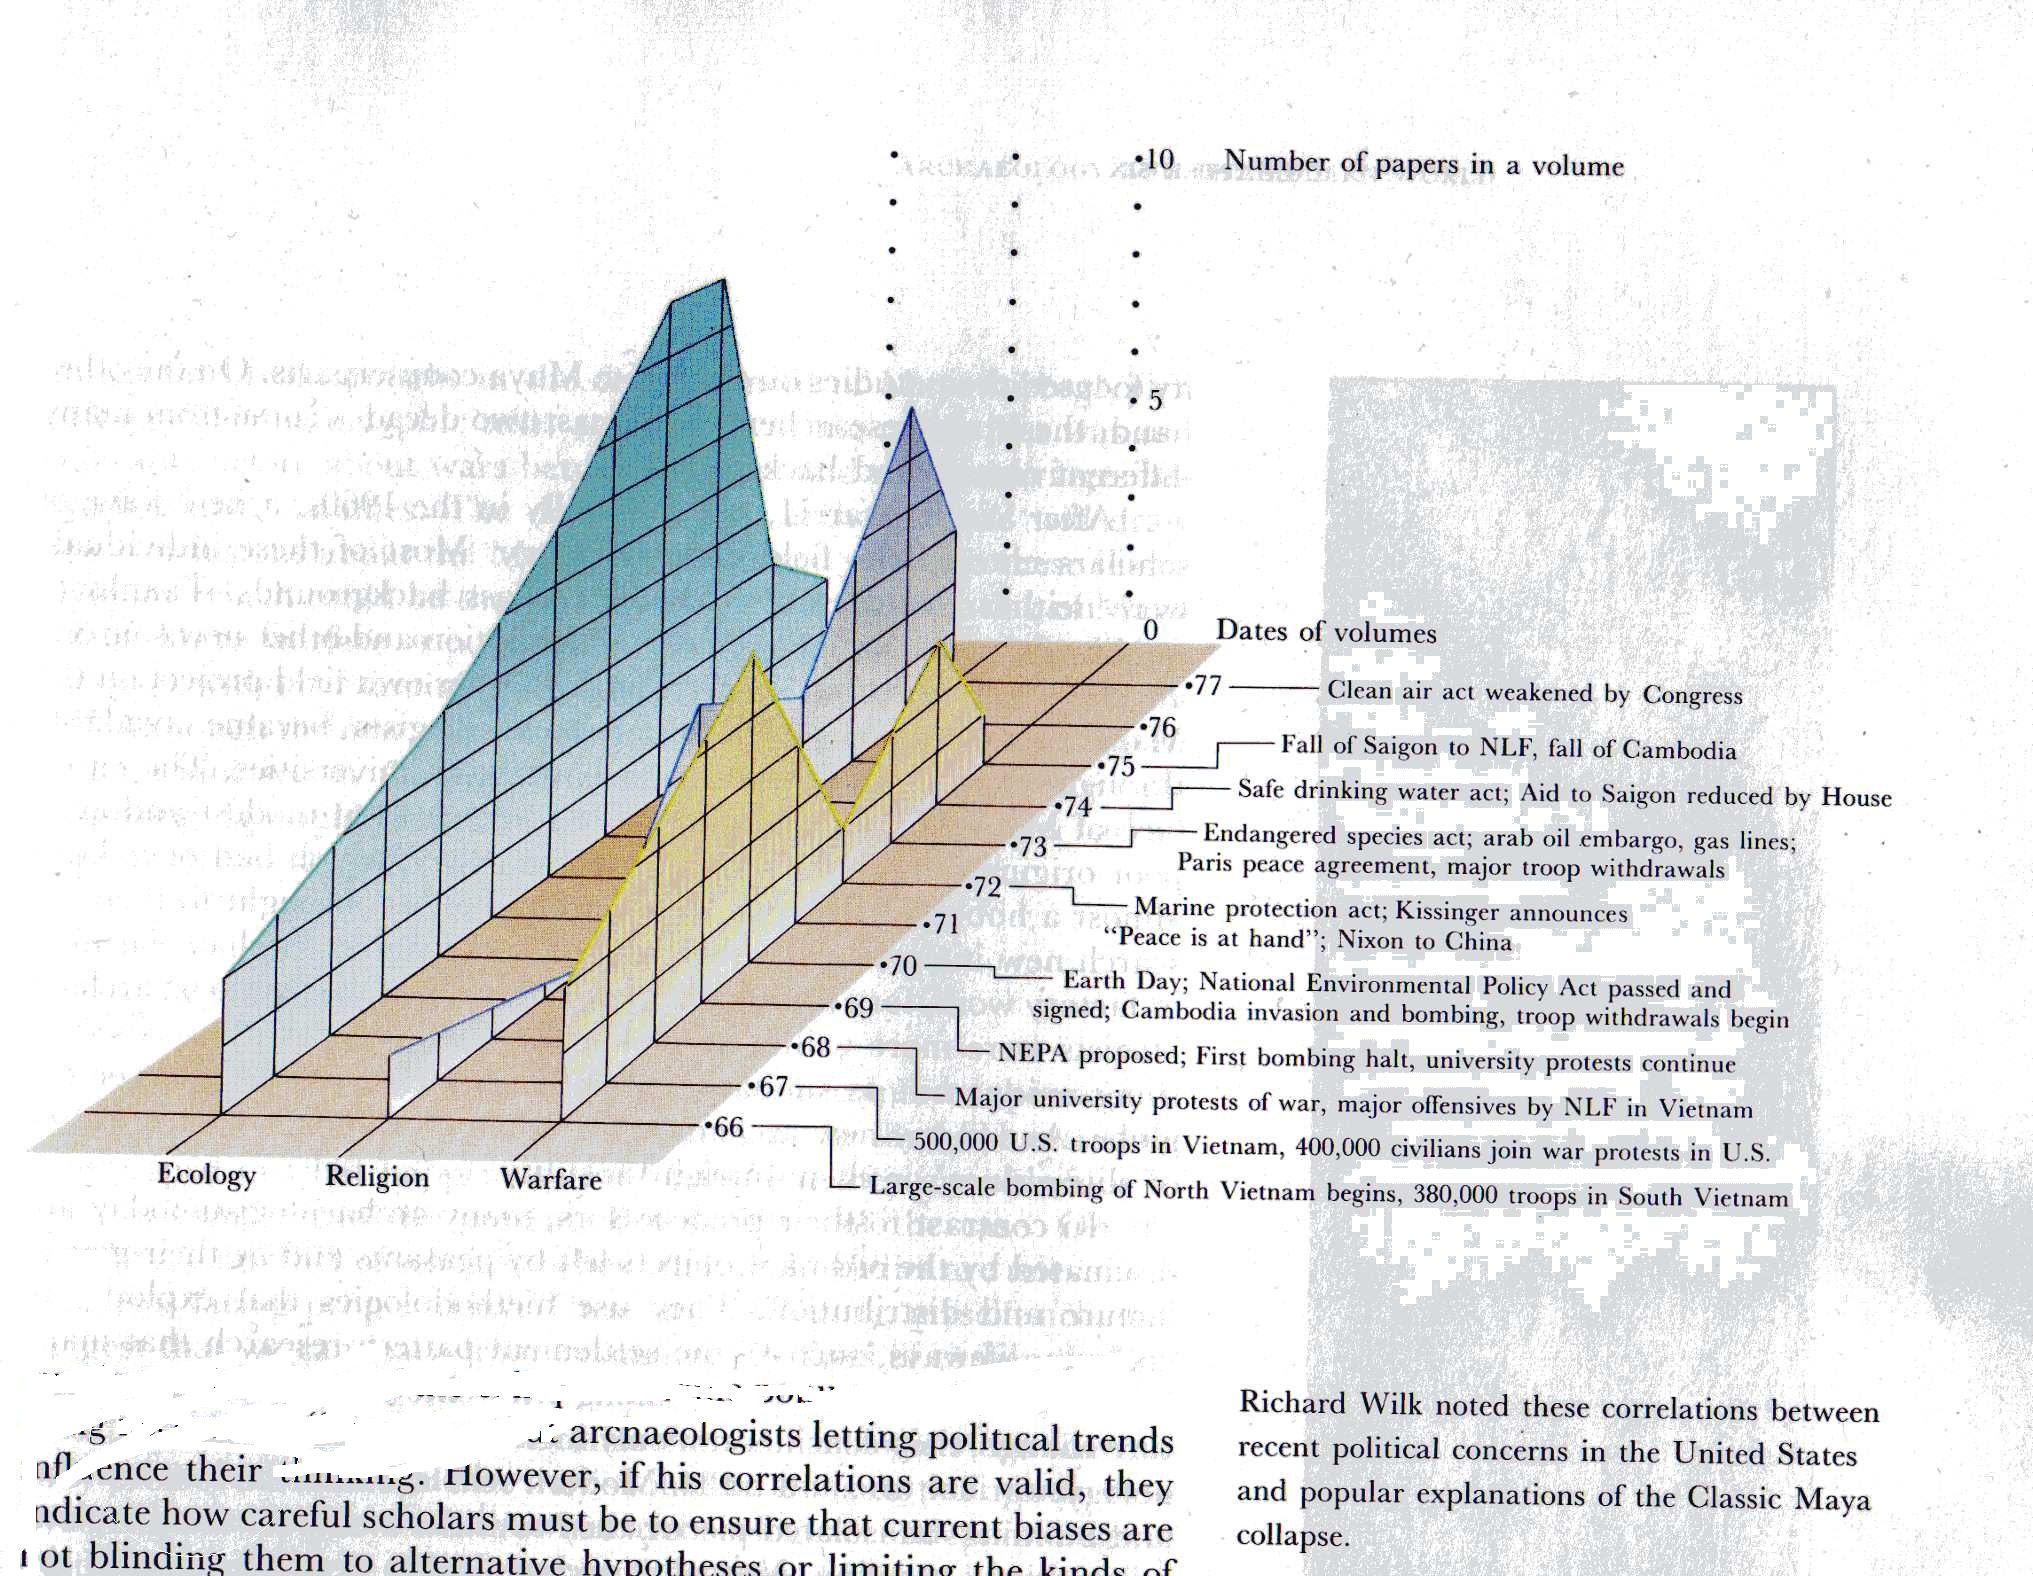 •10 Number of papers in a volume
• 5
0 Dates of volumes
•77 Clean air act weakened by Congress
•76
•75 Fall of Saigon to NLF, fall of Cambodia
•74 Safe drinking water act; Aid to Saigon reduced by House
•73 Endangered species act; arab oil embargo, gas lines;
Paris peace agreement, major troop withdrawals
•72 Marine protection act; Kissinger announces
“Peace is at hand”; Nixon to China
•71
•70 Earth Day; National Environmental Policy Act passed and
signed; Cambodia invasion and bombing, troop withdrawals begin
•69 NEPA proposed; First bombing halt, university protests continue
•68 Major university protests of war, major offensives by NLF in Vietnam
•67 500,000 U.S. troops in Vietnam, 400,000 civilians join war protests in U.S.
•66 Large-scale bombing of North Vietnam begins, 380,000 troops in South Vietnam
Ecology Religion Warfare
archaeologists letting political trends
their However, if his correlations are valid, they
ndicate how careful scholars must be to ensure that current biases are
ot blinding them to alternative hypotheses or limiting the kinds of
Richard Wilk noted these correlations between
recent political concerns in the United States
and popular explanations of the Classic Maya
collapse.